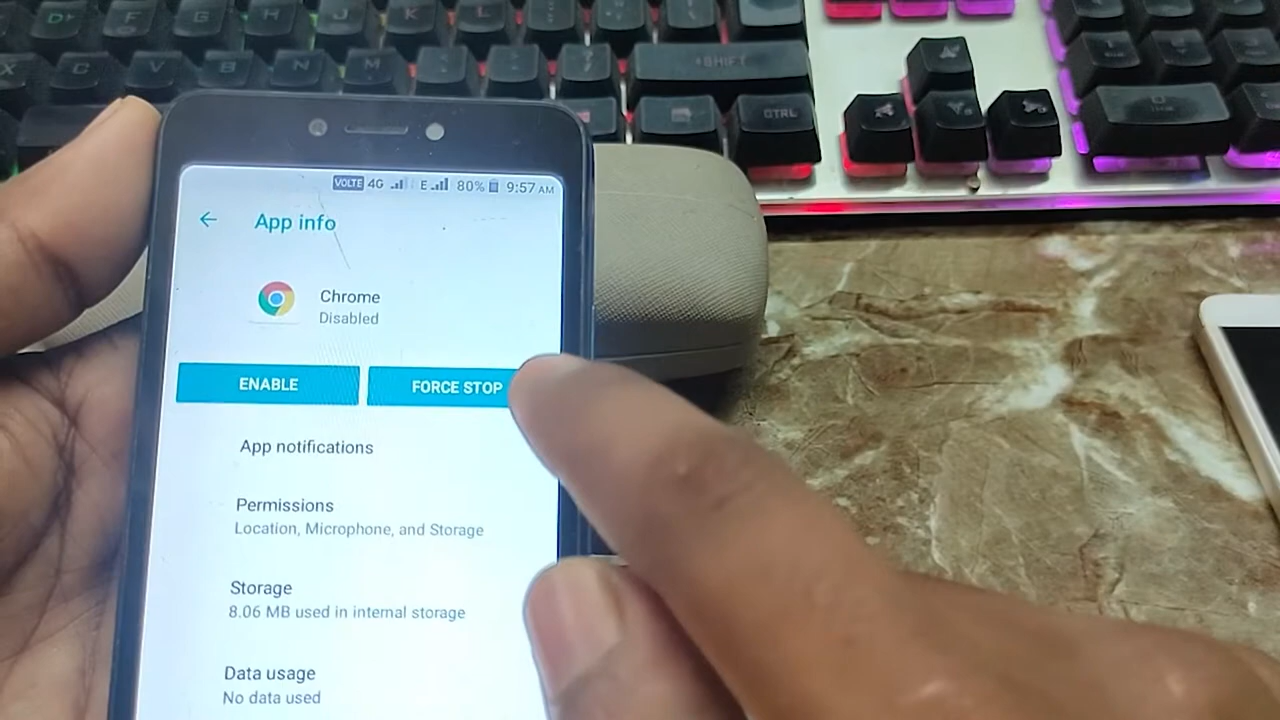 D
F
G
H
J
K
L
X
C
V
B
N
M
SHIFT
CTRL
VOLTE 4G E 80% 9:57 AM
← App info
Chrome
Disabled
ENABLE
FORCE STOP
App notifications
Permissions
Location, Microphone, and Storage
Storage
8.06 MB used in internal storage
Data usage
No data used